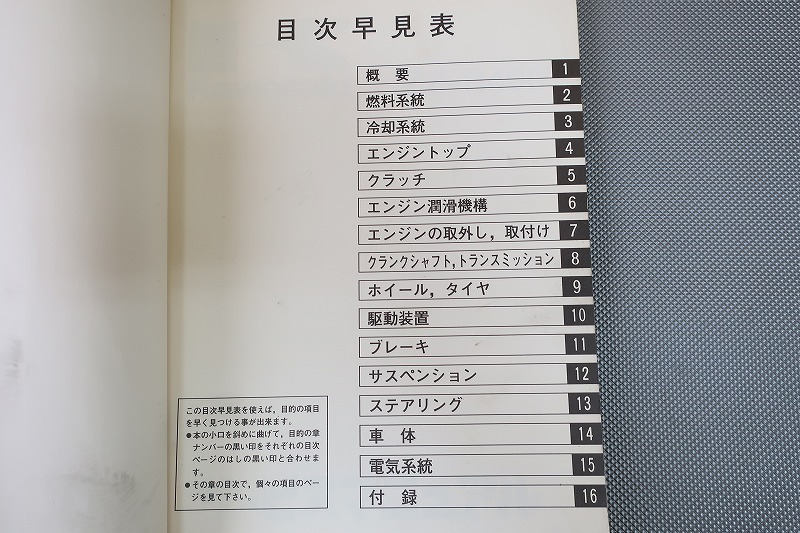 目次早見表
概要 1
燃料系統 2
冷却系統 3
エンジントップ 4
クラッチ 5
エンジン潤滑機構 6
エンジンの取外し，取付け 7
クランクシャフト，トランスミッション 8
ホイール，タイヤ 9
駆動装置 10
ブレーキ 11
サスペンション 12
ステアリング 13
車体 14
電気系統 15
付録 16
この目次早見表を使えば，目的の項目
を早く見つける事が出来ます。
●本の小口を斜めに曲げて，目的の章
ナンバーの黒い印をそれぞれの目次
ページのはしの黒い印と合わせま
す。
●その章の目次で，個々の項目のペー
ジを見て下さい。